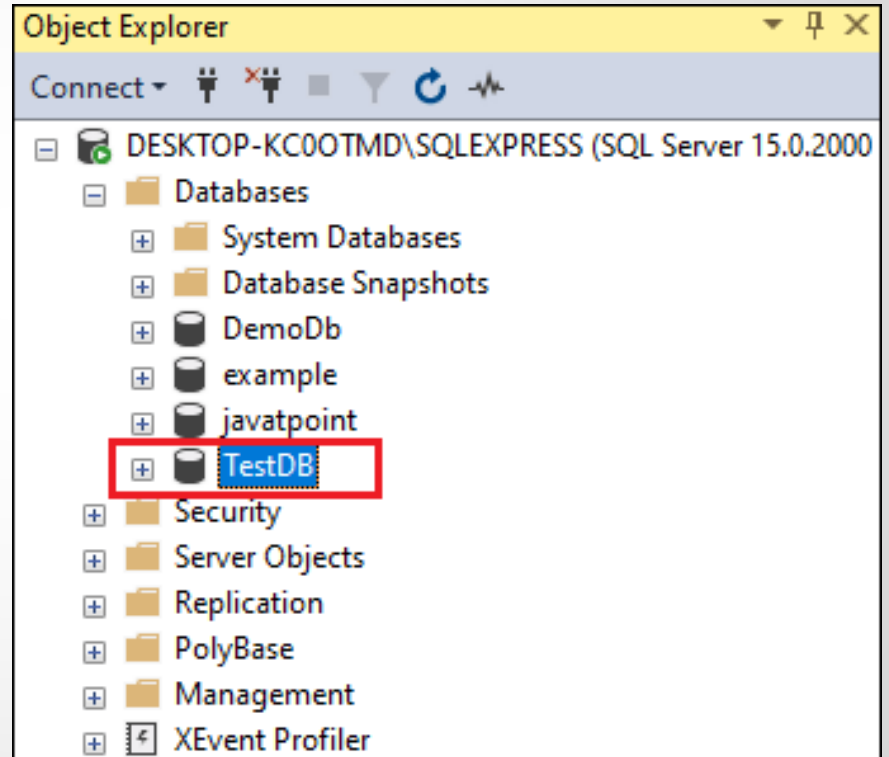 Object Explorer
Connect
DESKTOP-KC0OTMD\SQLEXPRESS (SQL Server 15.0.2000
Databases
System Databases
Database Snapshots
DemoDb
example
javatpoint
TestDB
Security
Server Objects
Replication
PolyBase
Management
XEvent Profiler